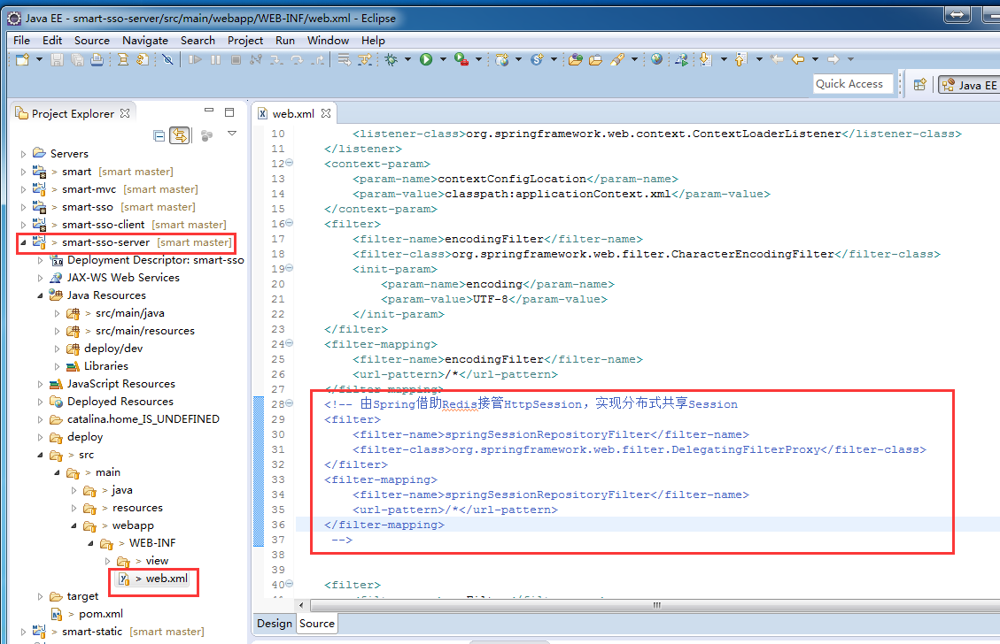 Java EE - smart-sso-server/src/main/webapp/WEB-INF/web.xml - Eclipse
File Edit Source Navigate Search Project Run Window Help
Quick Access
Java EE
Project Explorer
Servers
> smart [smart master]
> smart-mvc [smart master]
> smart-sso [smart master]
> smart-sso-client [smart master]
> smart-sso-server [smart master]
Deployment Descriptor: smart-sso
JAX-WS Web Services
Java Resources
> src/main/java
> src/main/resources
deploy/dev
Libraries
JavaScript Resources
Deployed Resources
catalina.home_IS_UNDEFINED
deploy
> src
> main
> java
> resources
> webapp
> WEB-INF
> view
> web.xml
target
> pom.xml
> smart-static [smart master]
web.xml
10 <listener-class>org.springframework.web.context.ContextLoaderListener</listener-class>
11 </listener>
12 <context-param>
13 <param-name>contextConfigLocation</param-name>
14 <param-value>classpath:applicationContext.xml</param-value>
15 </context-param>
16 <filter>
17 <filter-name>encodingFilter</filter-name>
18 <filter-class>org.springframework.web.filter.CharacterEncodingFilter</filter-class>
19 <init-param>
20 <param-name>encoding</param-name>
21 <param-value>UTF-8</param-value>
22 </init-param>
23 </filter>
24 <filter-mapping>
25 <filter-name>encodingFilter</filter-name>
26 <url-pattern>/*</url-pattern>
27 </filter-mapping>
28 <!-- 由Spring借助Redis接管HttpSession，实现分布式共享Session
29 <filter>
30 <filter-name>springSessionRepositoryFilter</filter-name>
31 <filter-class>org.springframework.web.filter.DelegatingFilterProxy</filter-class>
32 </filter>
33 <filter-mapping>
34 <filter-name>springSessionRepositoryFilter</filter-name>
35 <url-pattern>/*</url-pattern>
36 </filter-mapping>
37 -->
38
39
40 <filter>
Design Source